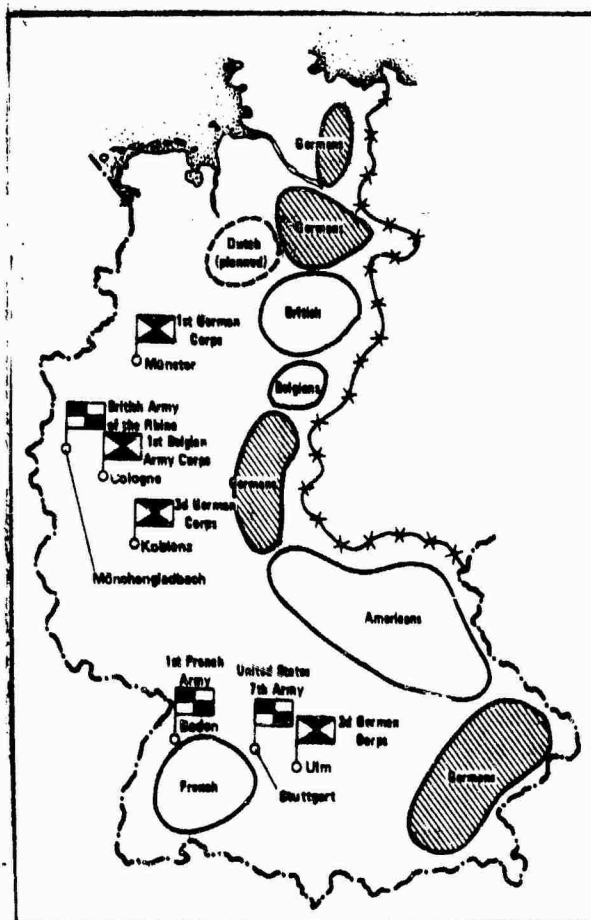 Germans
Germans
Dutch
(planned)
British
1st German
Corps
Münster
Belgians
British Army
of the Rhine
1st Belgian
Army Corps
Cologne
Germans
3d German
Corps
Koblenz
Mönchengladbach
Americans
1st French
Army
Baden
United States
7th Army
2d German
Corps
Ulm
Stuttgart
French
Germans